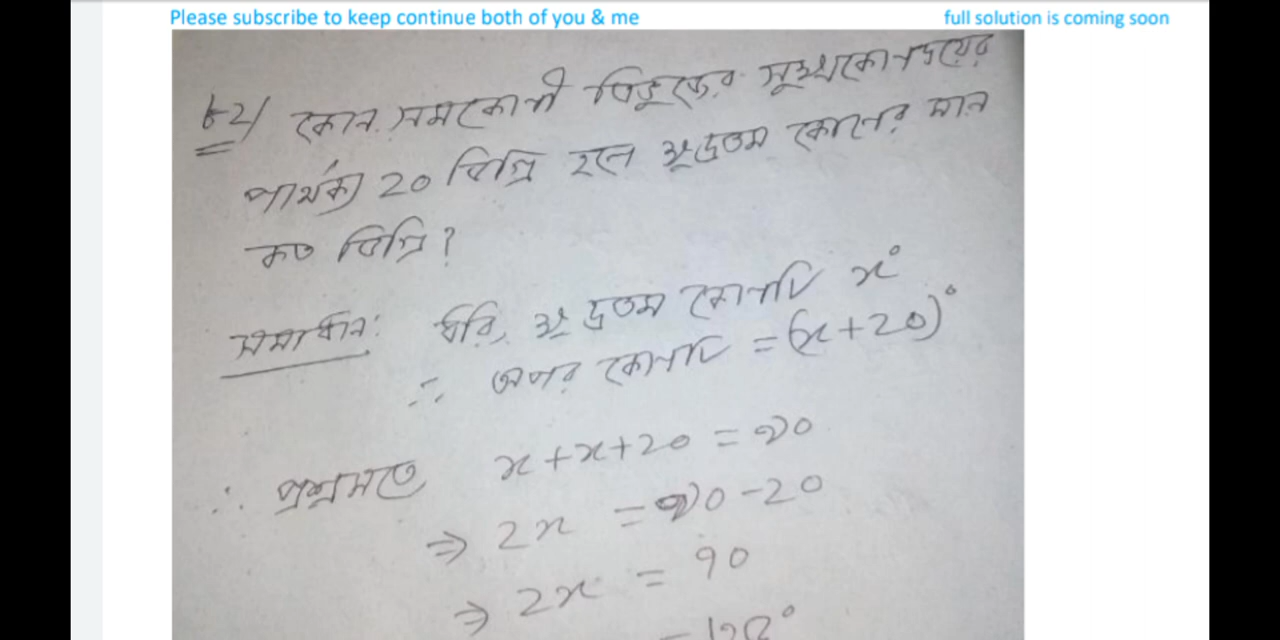 Please subscribe to keep continue both of you & me
full solution is coming soon
৮২/ কোন সমকোণী ত্রিভুজের সূক্ষ্মকোণদ্বয়ের
পার্থক্য 20 ডিগ্রি হলে ক্ষুদ্রতম কোণের মান
কত ডিগ্রি?
সমাধান: ধরি, ক্ষুদ্রতম কোণটি x°
∴ অপর কোণটি = (x+20)°
∴ প্রশ্নমতে x+x+20 = ৯0
⇒ 2x = ৯0-20
⇒ 2x = 70